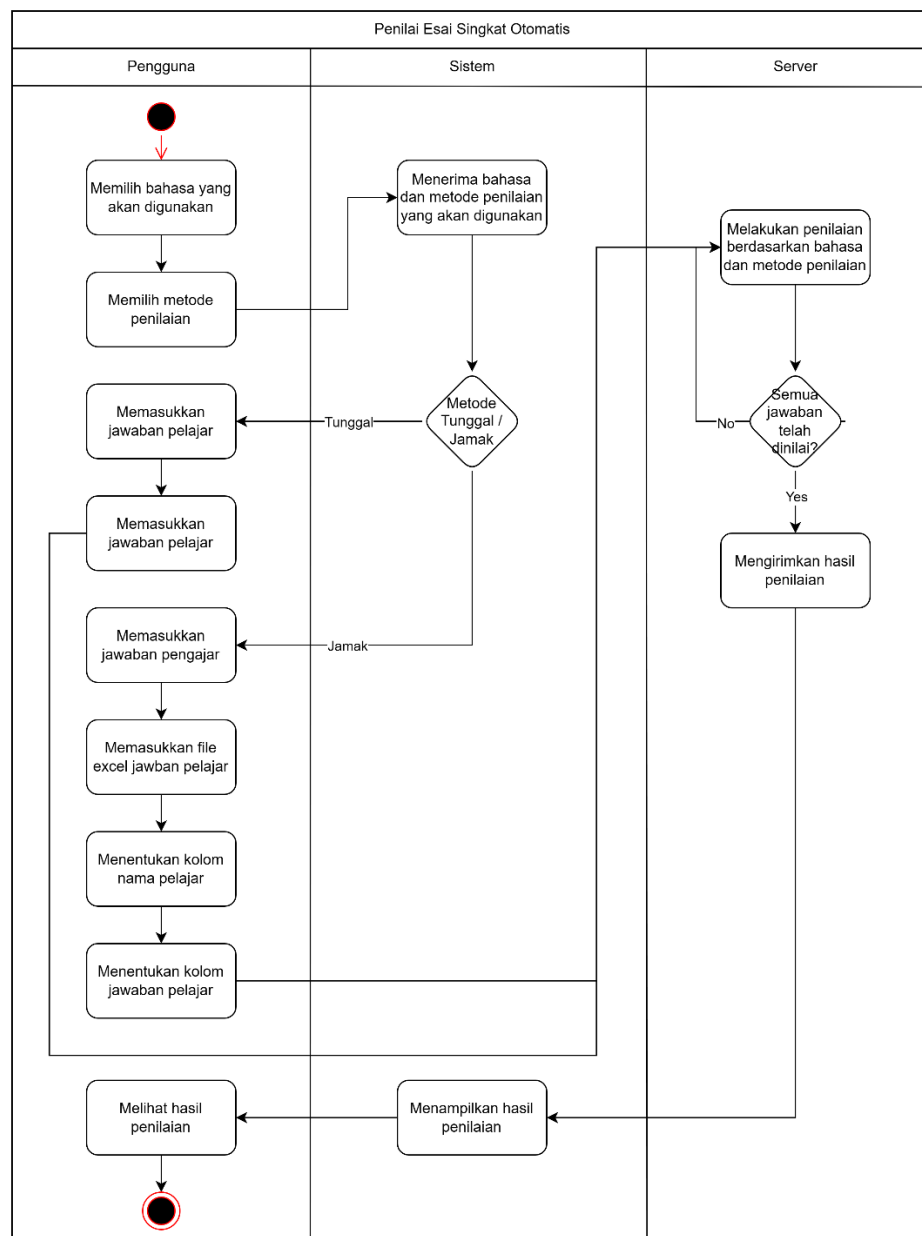 Penilai Esai Singkat Otomatis
Pengguna
Sistem
Server
Memilih bahasa yang
akan digunakan
Memilih metode
penilaian
Menerima bahasa
dan metode penilaian
yang akan digunakan
Metode
Tunggal /
Jamak
Tunggal
Memasukkan
jawaban pelajar
Memasukkan
jawaban pelajar
Jamak
Memasukkan
jawaban pengajar
Memasukkan file
excel jawban pelajar
Menentukan kolom
nama pelajar
Menentukan kolom
jawaban pelajar
Melakukan penilaian
berdasarkan bahasa
dan metode penilaian
Semua
jawaban
telah
dinilai?
No
Yes
Mengirimkan hasil
penilaian
Menampilkan hasil
penilaian
Melihat hasil
penilaian